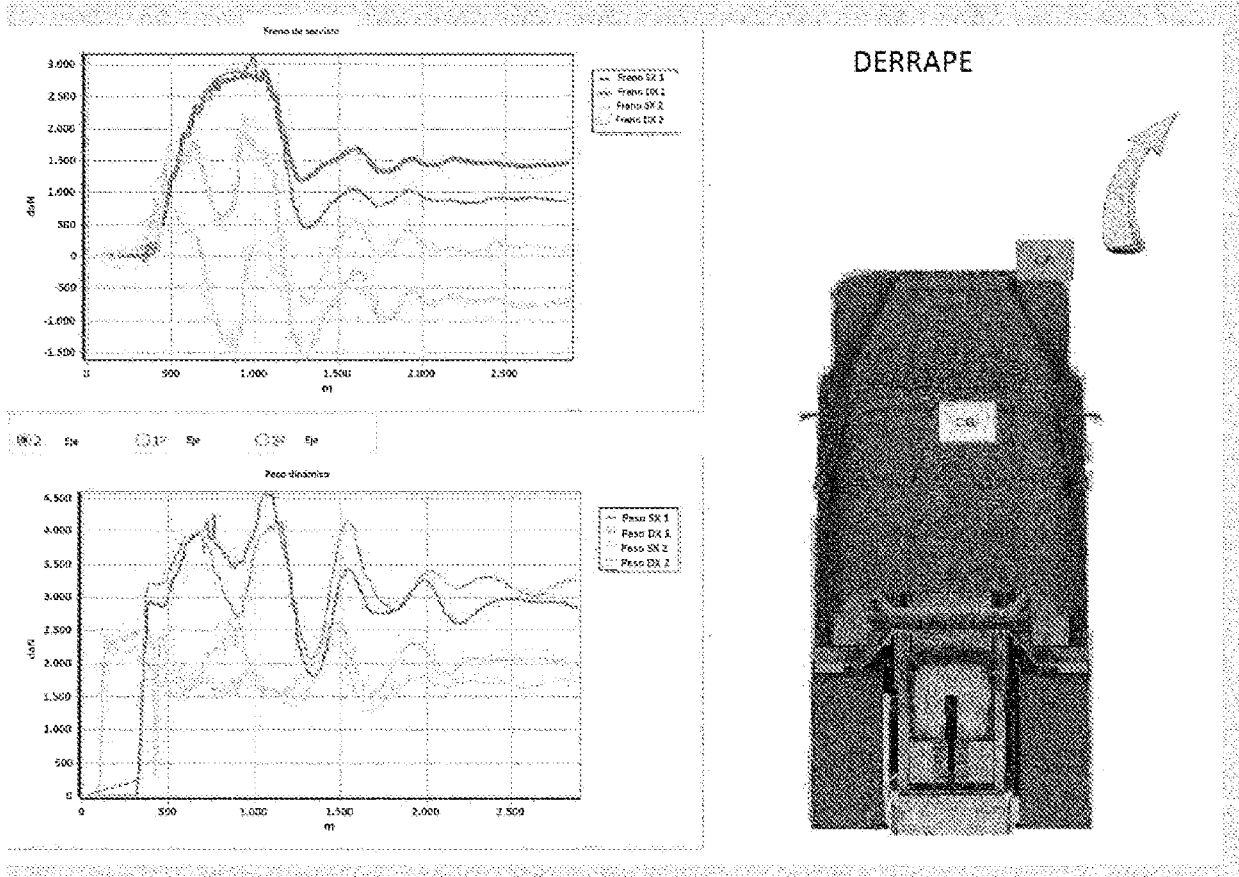 Freno de servicio
3.000
2.500
2.000
1.500
1.000
500
0
-500
-1.000
-1.500
daN
0 500 1.000 1.500 2.000 2.500
m
Freno SX 1
Freno DX 1
Freno SX 2
Freno DX 2
2 Eje 1º Eje Eje
Peso dinámico
4.500
4.000
3.500
3.000
2.500
2.000
1.500
1.000
500
0
daN
0 500 1.000 1.500 2.000 2.500
m
Peso SX 1
Peso DX 1
Peso SX 2
Peso DX 2
DERRAPE
CG